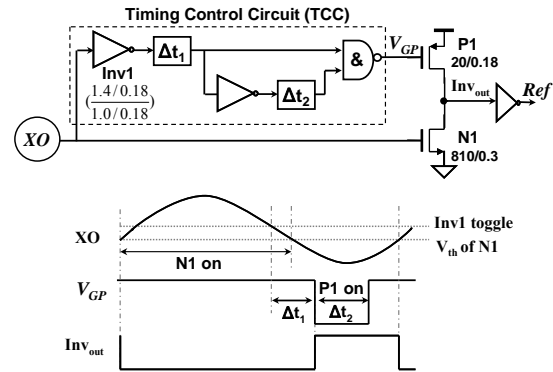 Timing Control Circuit (TCC)
Inv1
(1.4/0.18
1.0/0.18)
Δt1
Δt2
&
VGP
P1
20/0.18
Invout
Ref
N1
810/0.3
XO
XO
Inv1 toggle
Vth of N1
N1 on
VGP
Δt1
P1 on
Δt2
Invout